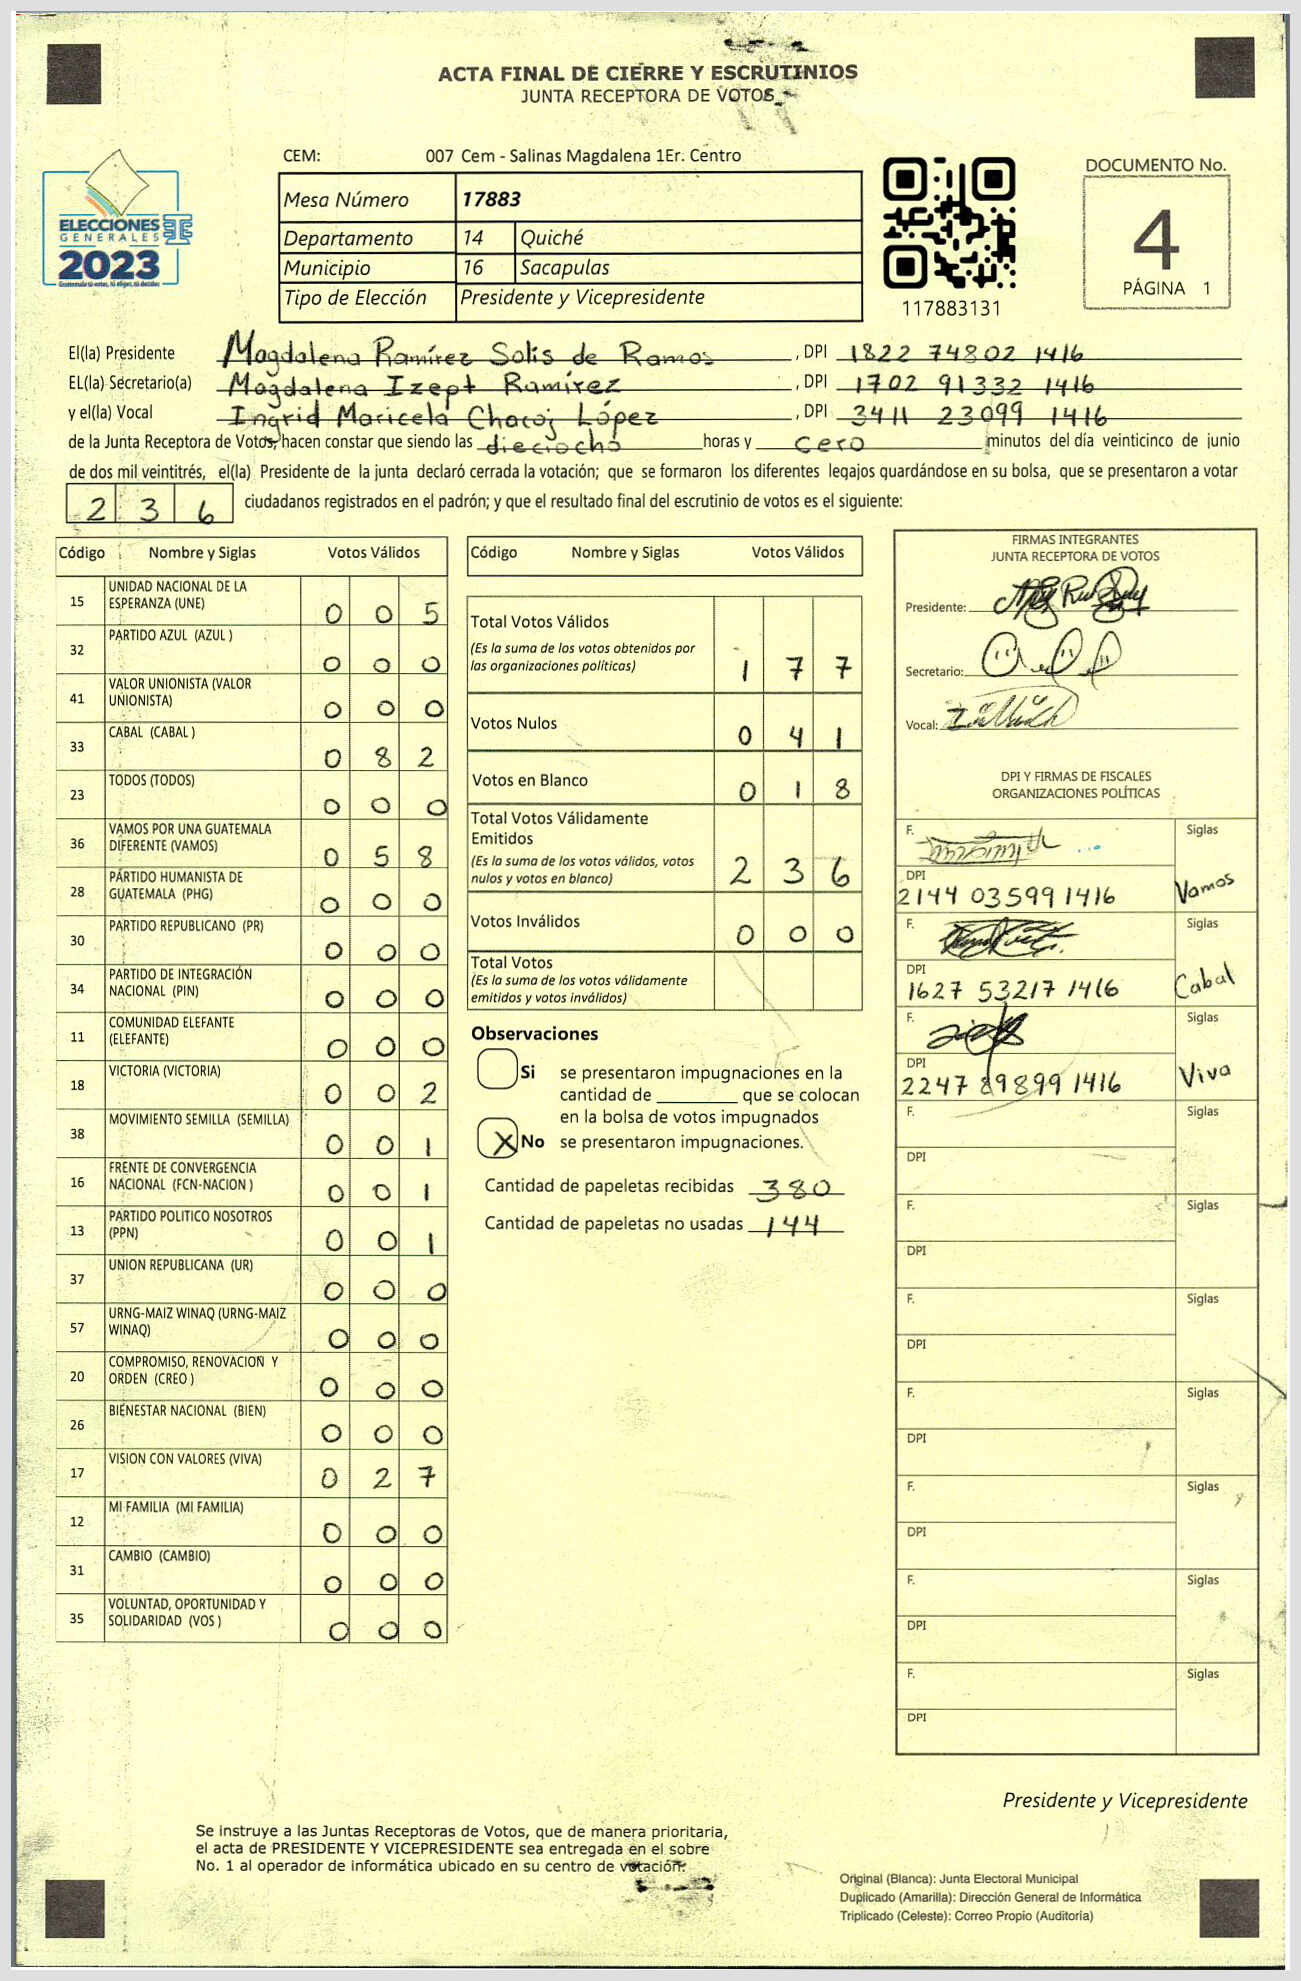 ACTA FINAL DE CIERRE Y ESCRUTINIOS
JUNTA RECEPTORA DE VOTOS
ELECCIONES
GENERALES
2023
CEM: 007 Cem - Salinas Magdalena 1Er. Centro
Mesa Número 17883
Departamento 14 Quiché
Municipio 16 Sacapulas
Tipo de Elección Presidente y Vicepresidente
117883131
DOCUMENTO No.
4
PÁGINA 1
El(la) Presidente Magdalena Ramírez Solis de Ramos , DPI 1822 74802 1416
EL(la) Secretario(a) Magdalena Izept Ramírez , DPI 1702 91332 1416
y el(la) Vocal Ingrid Maricela Chacoj López , DPI 3411 23099 1416
de la Junta Receptora de Votos, hacen constar que siendo las dieciocho horas y cero minutos del día veinticinco de junio
de dos mil veintitrés, el(la) Presidente de la junta declaró cerrada la votación; que se formaron los diferentes legajos guardándose en su bolsa, que se presentaron a votar
2 3 6 ciudadanos registrados en el padrón; y que el resultado final del escrutinio de votos es el siguiente:
Código Nombre y Siglas Votos Válidos
15 UNIDAD NACIONAL DE LA
ESPERANZA (UNE) 0 0 5
32 PARTIDO AZUL (AZUL ) 0 0 0
41 VALOR UNIONISTA (VALOR
UNIONISTA) 0 0 0
33 CABAL (CABAL ) 0 8 2
23 TODOS (TODOS) 0 0 0
36 VAMOS POR UNA GUATEMALA
DIFERENTE (VAMOS) 0 5 8
28 PARTIDO HUMANISTA DE
GUATEMALA (PHG) 0 0 0
30 PARTIDO REPUBLICANO (PR) 0 0 0
34 PARTIDO DE INTEGRACIÓN
NACIONAL (PIN) 0 0 0
11 COMUNIDAD ELEFANTE
(ELEFANTE) 0 0 0
18 VICTORIA (VICTORIA) 0 0 2
38 MOVIMIENTO SEMILLA (SEMILLA) 0 0 1
16 FRENTE DE CONVERGENCIA
NACIONAL (FCN-NACION ) 0 0 1
13 PARTIDO POLITICO NOSOTROS
(PPN) 0 0 1
37 UNION REPUBLICANA (UR) 0 0 0
57 URNG-MAIZ WINAQ (URNG-MAIZ
WINAQ) 0 0 0
20 COMPROMISO, RENOVACION Y
ORDEN (CREO ) 0 0 0
26 BIENESTAR NACIONAL (BIEN) 0 0 0
17 VISION CON VALORES (VIVA) 0 2 7
12 MI FAMILIA (MI FAMILIA) 0 0 0
31 CAMBIO (CAMBIO) 0 0 0
35 VOLUNTAD, OPORTUNIDAD Y
SOLIDARIDAD (VOS ) 0 0 0
Código Nombre y Siglas Votos Válidos
Total Votos Válidos
(Es la suma de los votos obtenidos por
las organizaciones políticas) 1 7 7
Votos Nulos 0 4 1
Votos en Blanco 0 1 8
Total Votos Válidamente
Emitidos
(Es la suma de los votos válidos, votos
nulos y votos en blanco) 2 3 6
Votos Inválidos 0 0 0
Total Votos
(Es la suma de los votos válidamente
emitidos y votos inválidos)
Observaciones
Si se presentaron impugnaciones en la
cantidad de ________ que se colocan
en la bolsa de votos impugnados
X No se presentaron impugnaciones.
Cantidad de papeletas recibidas 380
Cantidad de papeletas no usadas 144
FIRMAS INTEGRANTES
JUNTA RECEPTORA DE VOTOS
Presidente:
Secretario:
Vocal:
DPI Y FIRMAS DE FISCALES
ORGANIZACIONES POLÍTICAS
F. Siglas
DPI
2144 03599 1416 Vamos
F. Siglas
DPI
1627 53217 1416 Cabal
F. Siglas
DPI
2247 89899 1416 Viva
F. Siglas
DPI
F. Siglas
DPI
F. Siglas
DPI
F. Siglas
DPI
F. Siglas
DPI
F. Siglas
DPI
F. Siglas
DPI
Presidente y Vicepresidente
Se instruye a las Juntas Receptoras de Votos, que de manera prioritaria,
el acta de PRESIDENTE Y VICEPRESIDENTE sea entregada en el sobre
No. 1 al operador de informática ubicado en su centro de votación.
Original (Blanca): Junta Electoral Municipal
Duplicado (Amarilla): Dirección General de Informática
Triplicado (Celeste): Correo Propio (Auditoría)